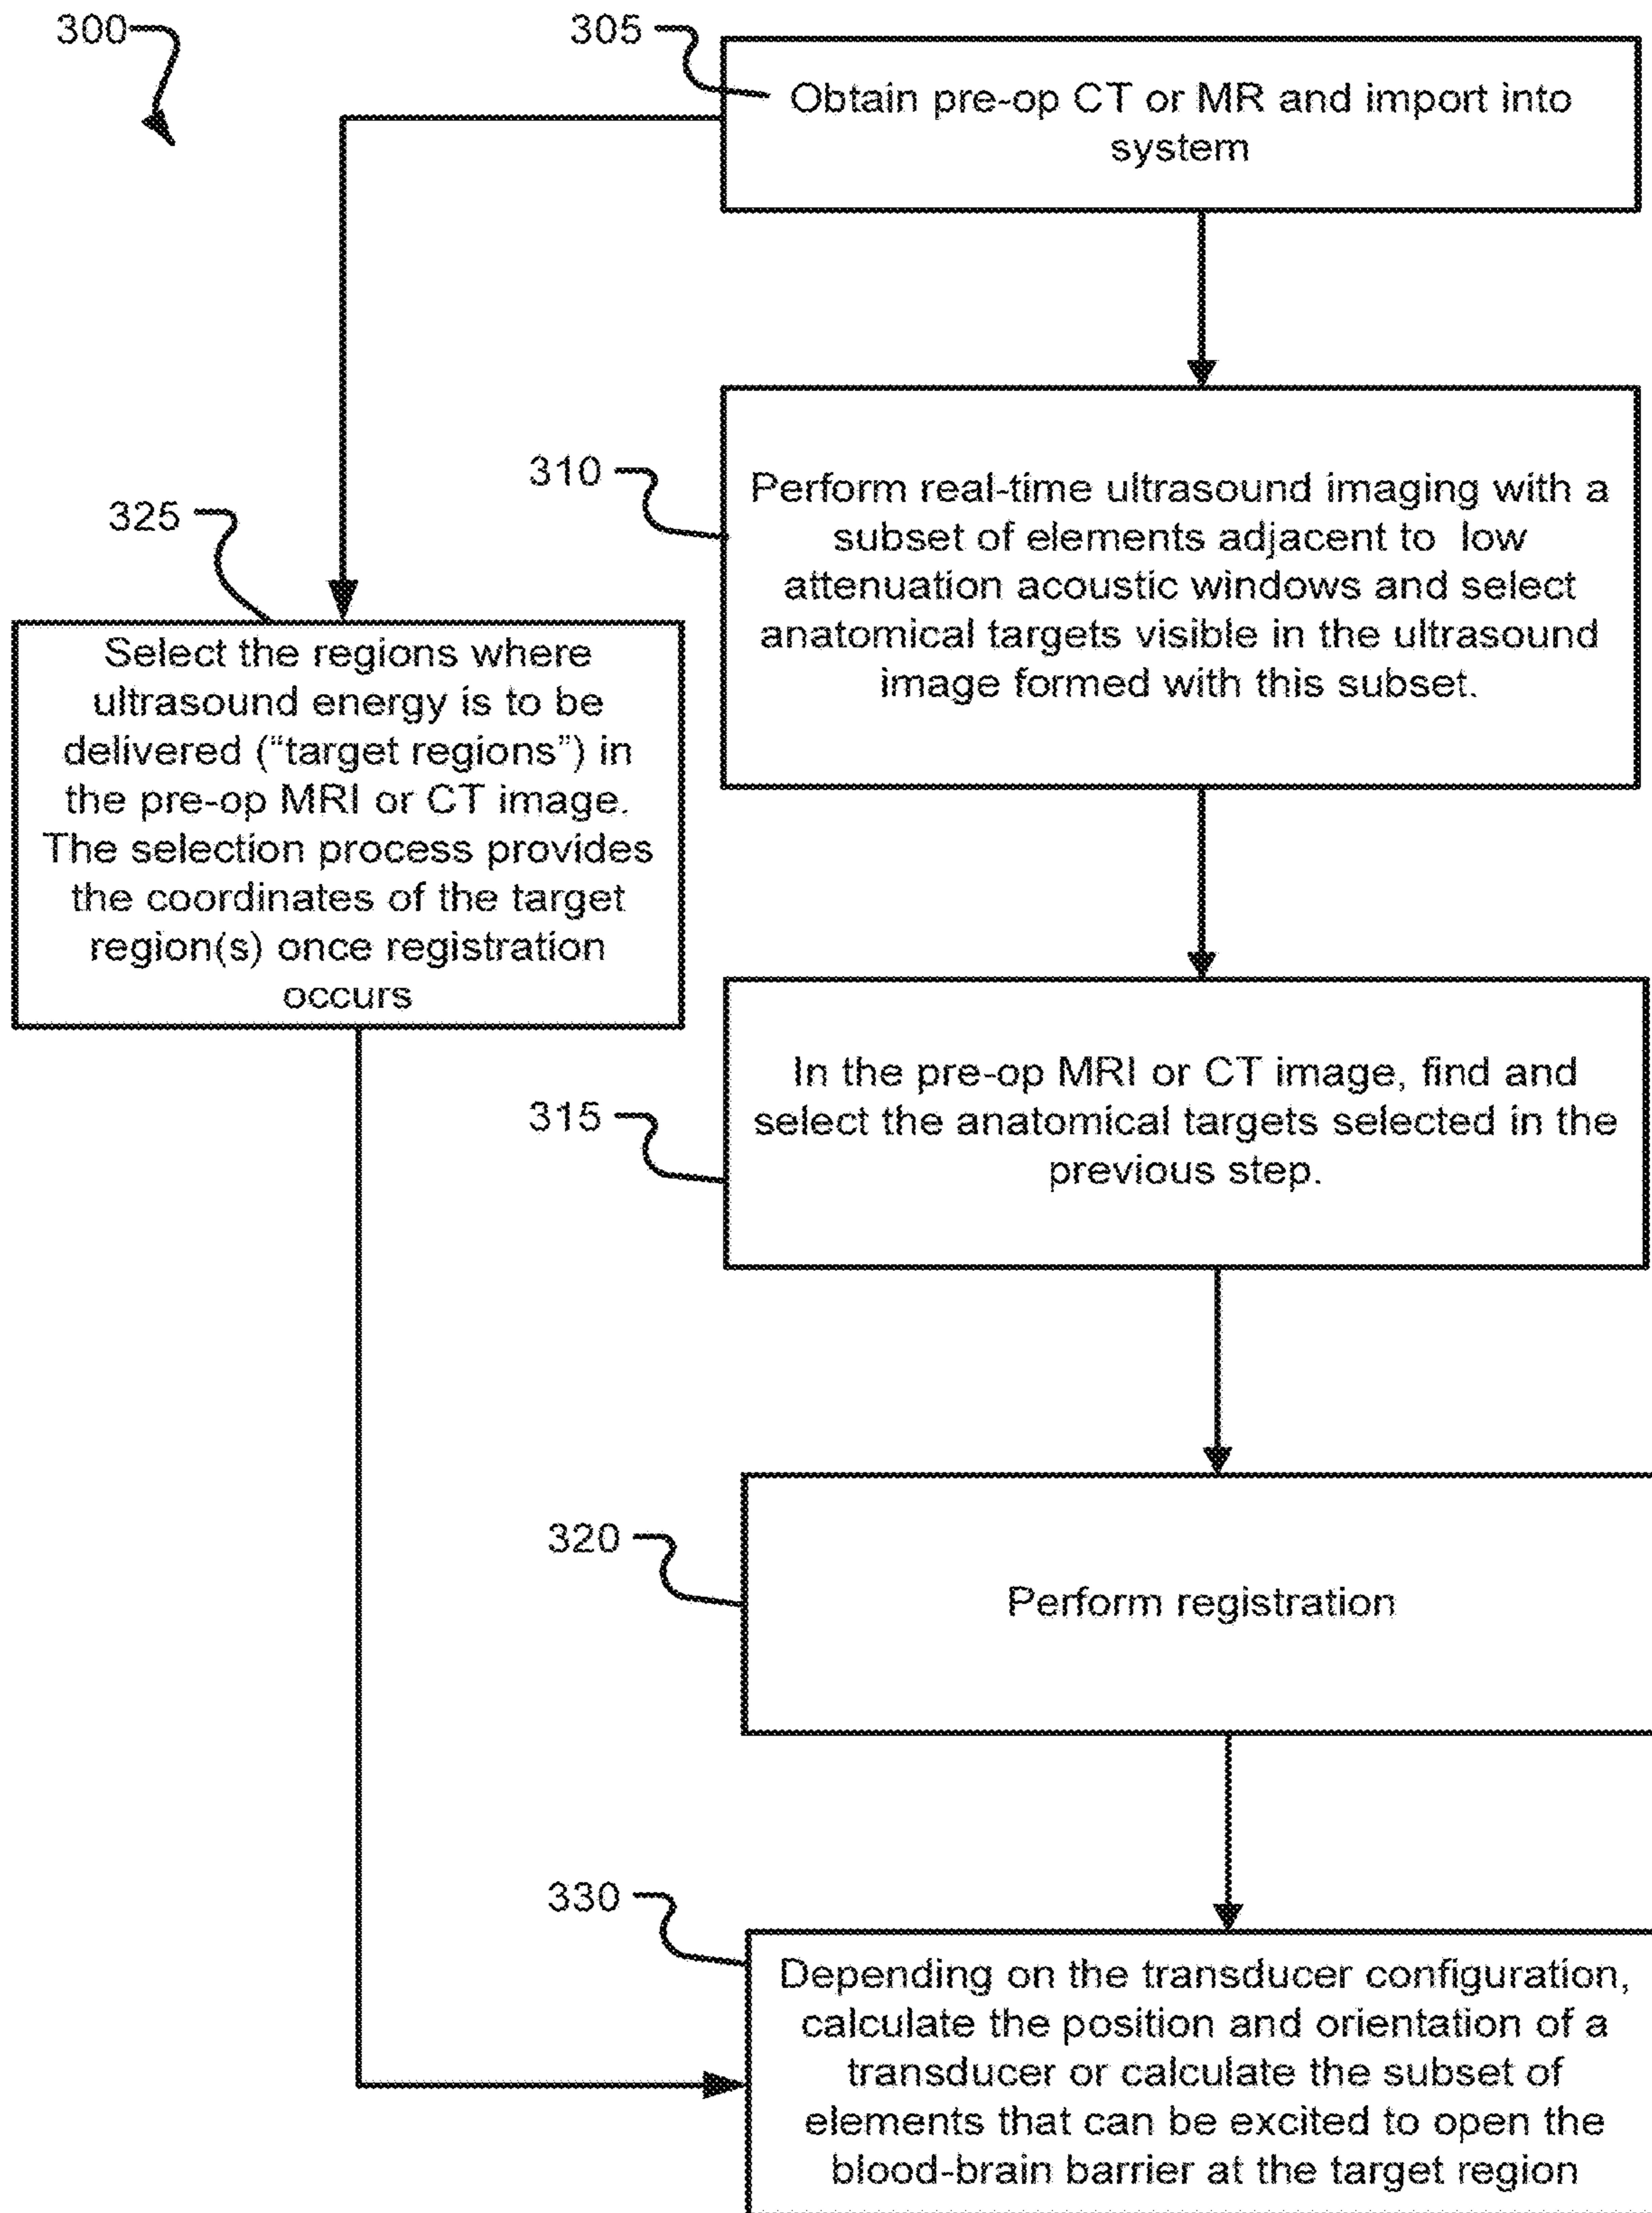 300
305
Obtain pre-op CT or MR and import into
system
310
Perform real-time ultrasound imaging with a
subset of elements adjacent to low
attenuation acoustic windows and select
anatomical targets visible in the ultrasound
image formed with this subset.
325
Select the regions where
ultrasound energy is to be
delivered (“target regions”) in
the pre-op MRI or CT image.
The selection process provides
the coordinates of the target
region(s) once registration
occurs
315
In the pre-op MRI or CT image, find and
select the anatomical targets selected in the
previous step.
320
Perform registration
330
Depending on the transducer configuration,
calculate the position and orientation of a
transducer or calculate the subset of
elements that can be excited to open the
blood-brain barrier at the target region